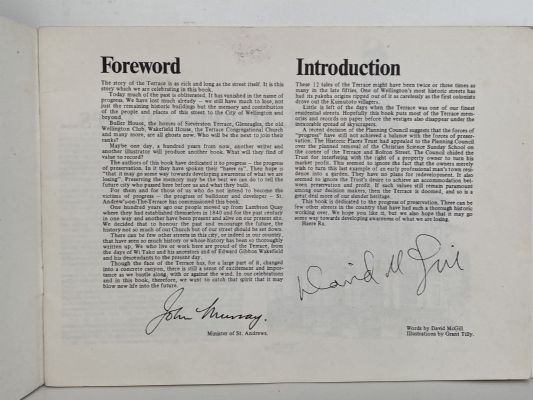 Foreword
The story of the Terrace is as rich and long as the street itself. It is this
story which we are celebrating in this book.
Today much of the past is obliterated. It has vanished in the name of
progress. We have lost much already – we still have much to lose, not
just the remaining historic buildings but the memory and contribution
of the people and places of this street to the City of Wellington and
beyond.
Buller House, the homes of Sieverston Terrace, Gleneagles, the old
Wellington Club, Wakefield House, the Terrace Congregational Church
and many more, are all ghosts now. Who will be the next to join their
ranks?
Maybe one day, a hundred years from now, another writer and
another illustrator will produce another book. What will they find of
value to record?
The authors of this book have dedicated it to progress – the progress
of preservation. They have spoken their "haere ra". Their hope is
"that it may go some way towards developing awareness of what we are
losing". Preserving the memory may be the best we can do to tell the
future city who passed here before us and what they built.
For them and for those of us who do not intend to become the
victims of progress – the progress of bulldozer and developer – St.
Andrew's-on-The-Terrace has commissioned this book.
One hundred years ago our people moved up from Lambton Quay
where they had established themselves in 1840 and for the past century
in one way and another have been present and alive on our present site.
We decided that to honour the past and encourage the future, the
history not so much of our Church but of our street should be set down.
There can be few other streets in this city, or indeed in our country,
that have seen so much history or whose history has been so thoroughly
written up. We who live or work here are proud of the Terrace, from
the days of Wi Tako and his ancestors and of Edward Gibbon Wakefield
and his descendants to the present day.
Though the face of the Terrace has, for a large part of it, changed
into a concrete canyon, there is still a sense of excitement and impor-
tance as we bustle along, with or against the wind. In our celebrations
and in this book, therefore, we want to catch that spirit that it may
blow new life into the future.
John Murray.
Minister of St. Andrews.
Introduction
These 12 tales of the Terrace might have been twice or three times as
many in the late fifties. One of Wellington's most historic streets has
had its pakeha origins ripped out of it as carelessly as the first colonists
drove out the Kumutoto villagers.
Little is left of the days when the Terrace was one of our finest
residential streets. Hopefully this book puts most of the Terrace mem-
ories and records on paper before the vestiges also disappear under the
inexorable spread of skyscrapers.
A recent decision of the Planning Council suggests that the forces of
"progress" have still not achieved a balance with the forces of preser-
vation. The Historic Places Trust had appealed to the Planning Council
over the planned removal of the Christian Science Sunday School on
the corner of the Terrace and Bolton Street. The Council chided the
Trust for interfering with the right of a property owner to earn his
market profit. This seemed to ignore the fact that the owners merely
wish to turn this last example of an early professional man's town resi-
dence into a garden. They have no plans for redevelopment. It also
seemed to ignore the Trust's desire to achieve an accommodation bet-
ween preservation and profit. If such values still remain paramount
among our decision makers, then the Terrace is doomed, and so is a
great deal more of our slender heritage.
This book is dedicated to the progress of preservation. There can be
few other streets in the country that have had such a thorough historic
working over. We hope you like it, but we also hope that it may go
some way towards developing awareness of what we are losing.
Haere Ra.
David McGill
Words by David McGill
Illustrations by Grant Tilly.